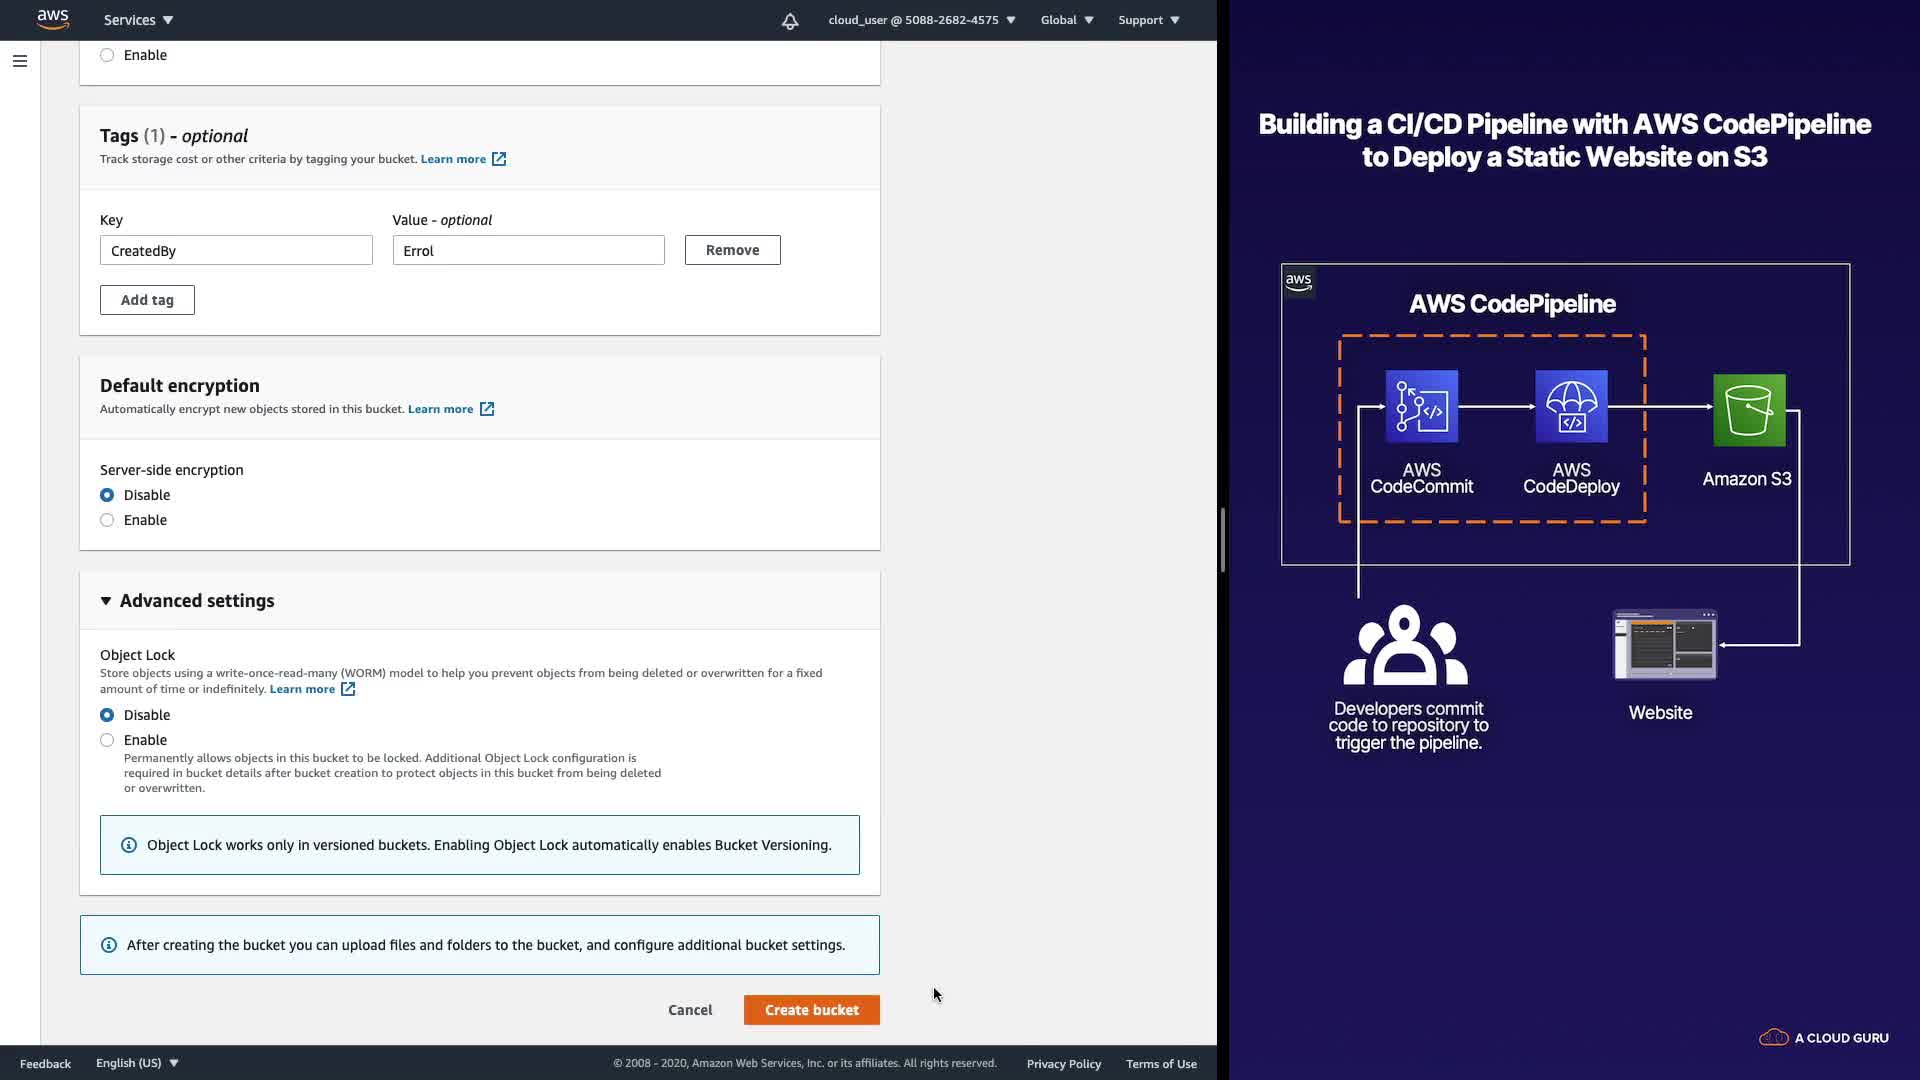 aws
Services
cloud_user @ 5088-2682-4575
Global
Support
Enable
Tags (1) - optional
Track storage cost or other criteria by tagging your bucket. Learn more
Key
Value - optional
CreatedBy
Errol
Remove
Add tag
Default encryption
Automatically encrypt new objects stored in this bucket. Learn more
Server-side encryption
Disable
Enable
Advanced settings
Object Lock
Store objects using a write-once-read-many (WORM) model to help you prevent objects from being deleted or overwritten for a fixed
amount of time or indefinitely. Learn more
Disable
Enable
Permanently allows objects in this bucket to be locked. Additional Object Lock configuration is
required in bucket details after bucket creation to protect objects in this bucket from being deleted
or overwritten.
Object Lock works only in versioned buckets. Enabling Object Lock automatically enables Bucket Versioning.
After creating the bucket you can upload files and folders to the bucket, and configure additional bucket settings.
Cancel
Create bucket
Feedback
English (US)
© 2008 - 2020, Amazon Web Services, Inc. or its affiliates. All rights reserved.
Privacy Policy
Terms of Use
Building a CI/CD Pipeline with AWS CodePipeline
to Deploy a Static Website on S3
aws
AWS CodePipeline
AWS
CodeCommit
AWS
CodeDeploy
Amazon S3
Developers commit
code to repository to
trigger the pipeline.
Website
A CLOUD GURU